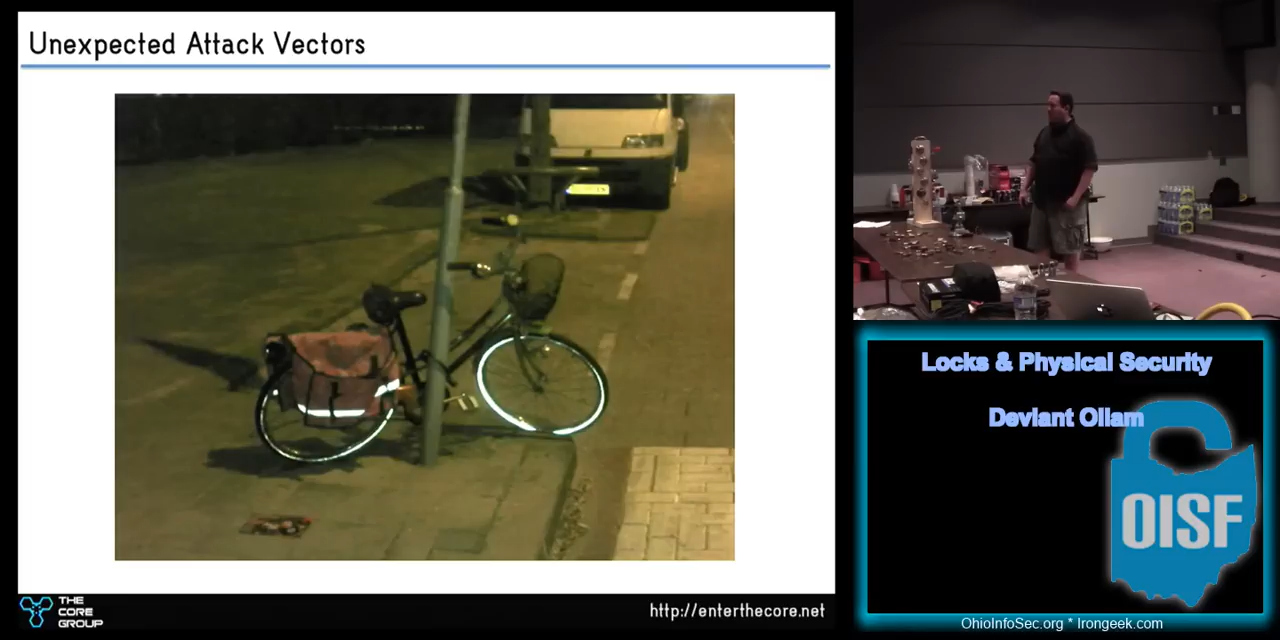 Unexpected Attack Vectors
THE
CORE
GROUP
http://enterthecore.net
Locks & Physical Security
Deviant Ollam
OISF
OhioInfoSec.org * Irongeek.com